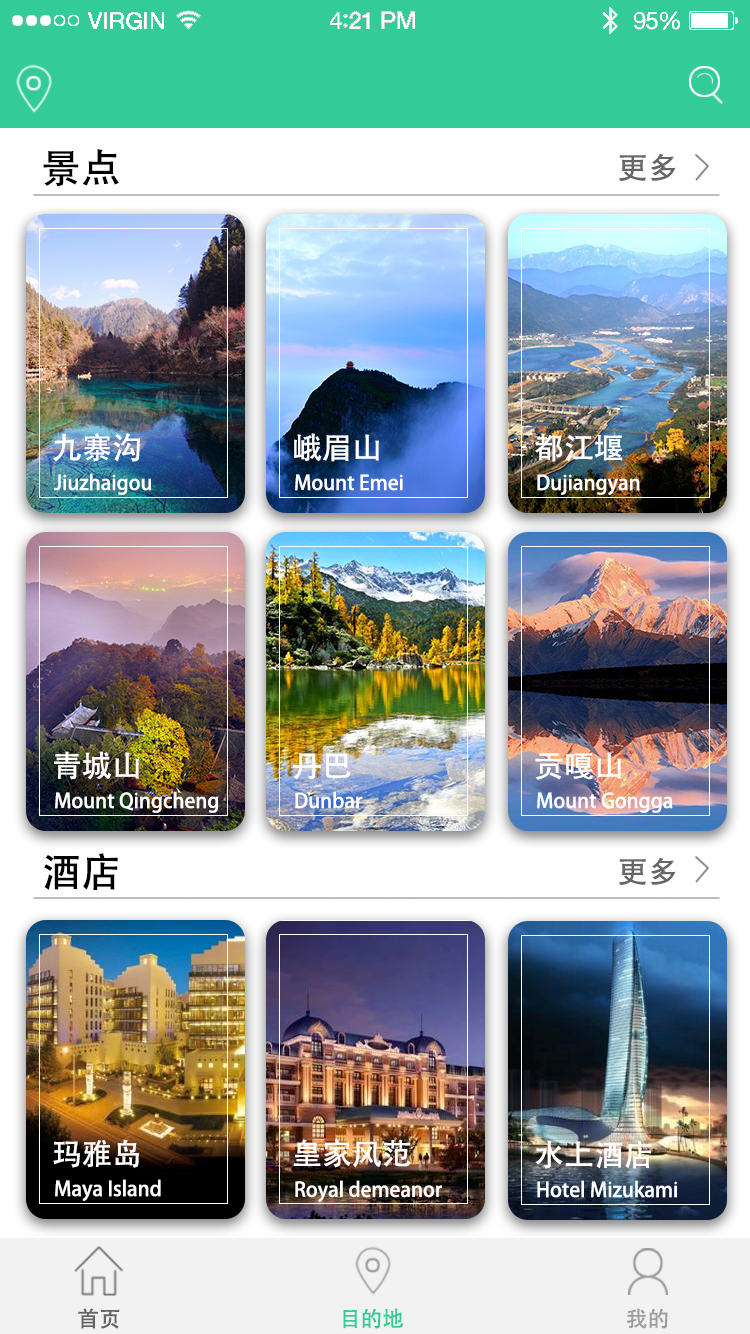 VIRGIN 4:21 PM 95%
景点 更多
九寨沟
Jiuzhaigou
峨眉山
Mount Emei
都江堰
Dujiangyan
青城山
Mount Qingcheng
丹巴
Dunbar
贡嘎山
Mount Gongga
酒店 更多
玛雅岛
Maya Island
皇家风范
Royal demeanor
水上酒店
Hotel Mizukami
首页 目的地 我的